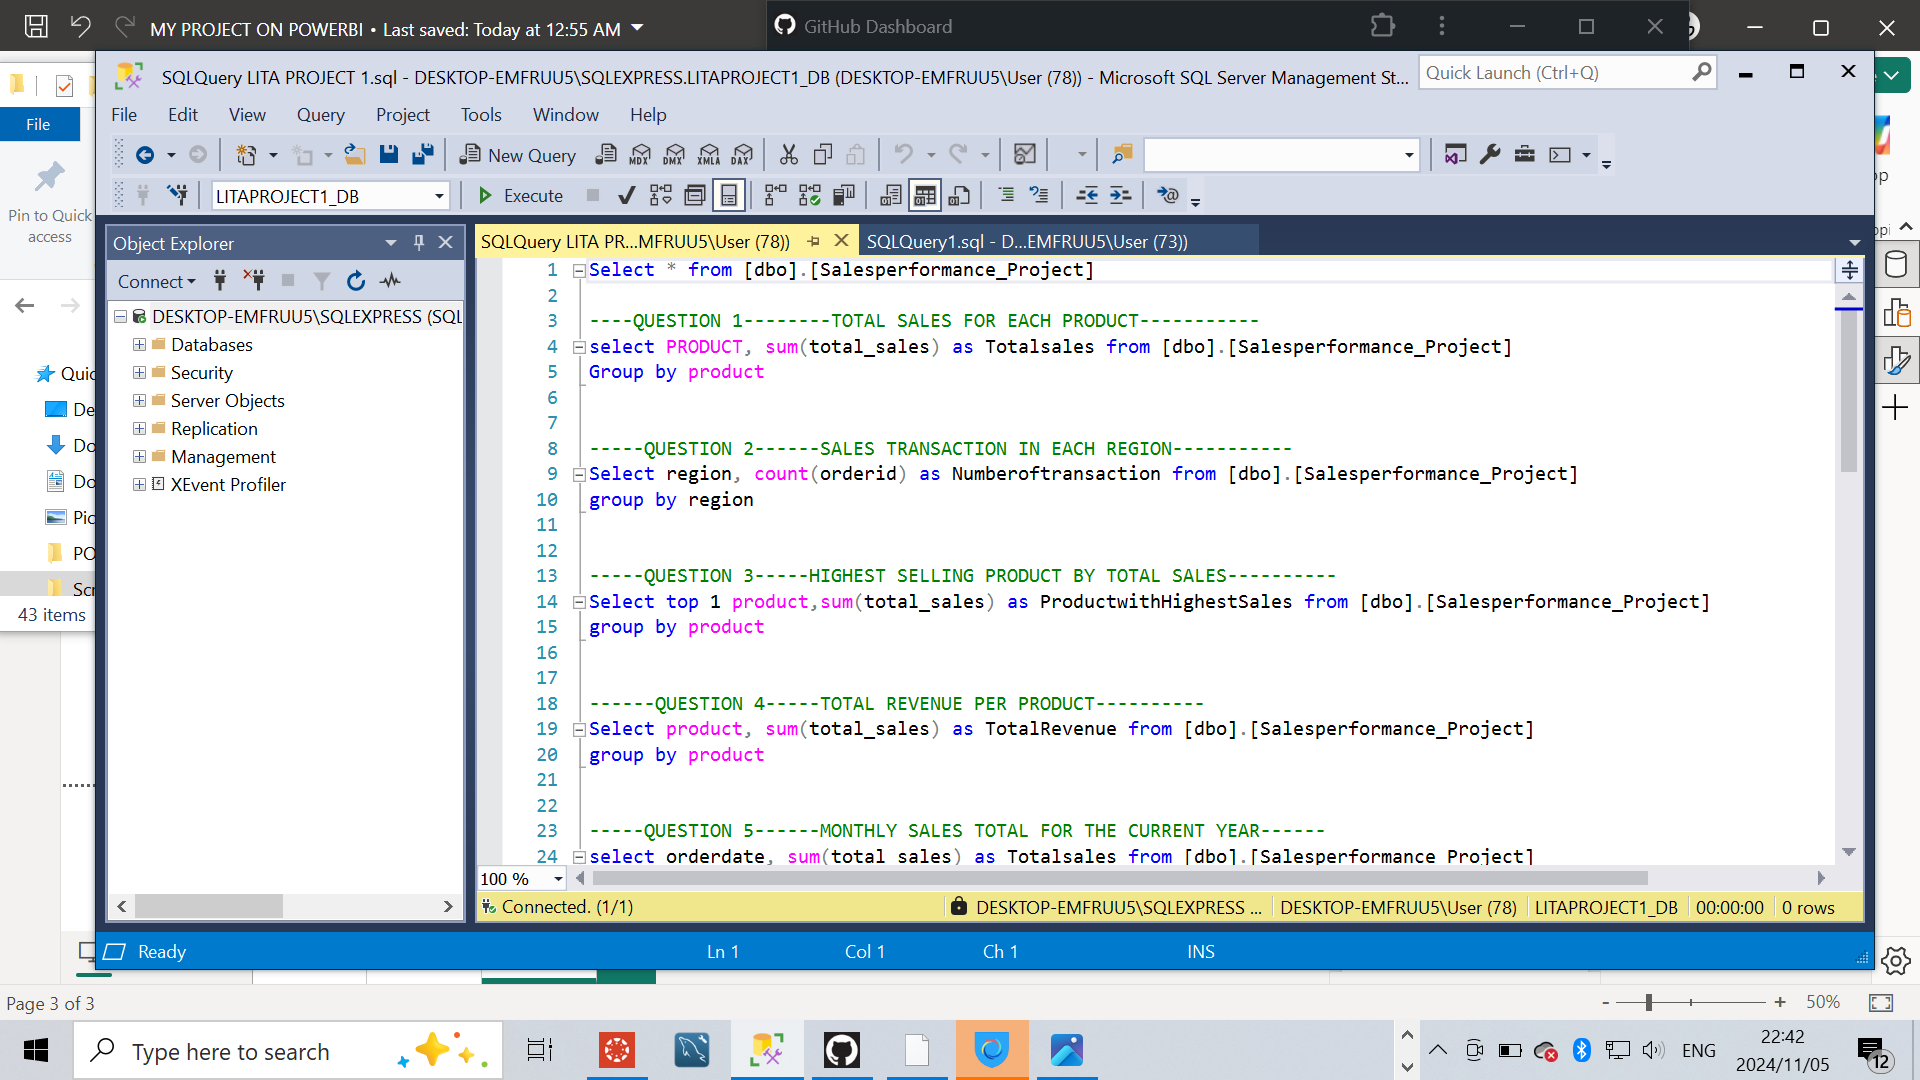 MY PROJECT ON POWERBI • Last saved: Today at 12:55 AM
GitHub Dashboard
SQLQuery LITA PROJECT 1.sql - DESKTOP-EMFRUU5\SQLEXPRESS.LITAPROJECT1_DB (DESKTOP-EMFRUU5\User (78)) - Microsoft SQL Server Management St...
Quick Launch (Ctrl+Q)
File Edit View Query Project Tools Window Help
File
New Query
MDX DMX XMLA DAX
LITAPROJECT1_DB
Execute
Pin to Quick
access
Object Explorer
SQLQuery LITA PR...MFRUU5\User (78))
SQLQuery1.sql - D...EMFRUU5\User (73))
Connect
DESKTOP-EMFRUU5\SQLEXPRESS (SQL
Databases
Security
Server Objects
Replication
Management
XEvent Profiler
Quic
De
Do
Do
Pic
PO
Scr
43 items
1 Select * from [dbo].[Salesperformance_Project]
2
3 ----QUESTION 1--------TOTAL SALES FOR EACH PRODUCT-----------
4 select PRODUCT, sum(total_sales) as Totalsales from [dbo].[Salesperformance_Project]
5 Group by product
6
7
8 -----QUESTION 2------SALES TRANSACTION IN EACH REGION-----------
9 Select region, count(orderid) as Numberoftransaction from [dbo].[Salesperformance_Project]
10 group by region
11
12
13 -----QUESTION 3-----HIGHEST SELLING PRODUCT BY TOTAL SALES----------
14 Select top 1 product,sum(total_sales) as ProductwithHighestSales from [dbo].[Salesperformance_Project]
15 group by product
16
17
18 ------QUESTION 4-----TOTAL REVENUE PER PRODUCT----------
19 Select product, sum(total_sales) as TotalRevenue from [dbo].[Salesperformance_Project]
20 group by product
21
22
23 -----QUESTION 5------MONTHLY SALES TOTAL FOR THE CURRENT YEAR------
24 select orderdate, sum(total_sales) as Totalsales from [dbo].[Salesperformance_Project]
100 %
Connected. (1/1)
DESKTOP-EMFRUU5\SQLEXPRESS ...
DESKTOP-EMFRUU5\User (78)
LITAPROJECT1_DB
00:00:00
0 rows
Ready
Ln 1
Col 1
Ch 1
INS
Page 3 of 3
- + 50%
Type here to search
ENG
22:42
2024/11/05
12